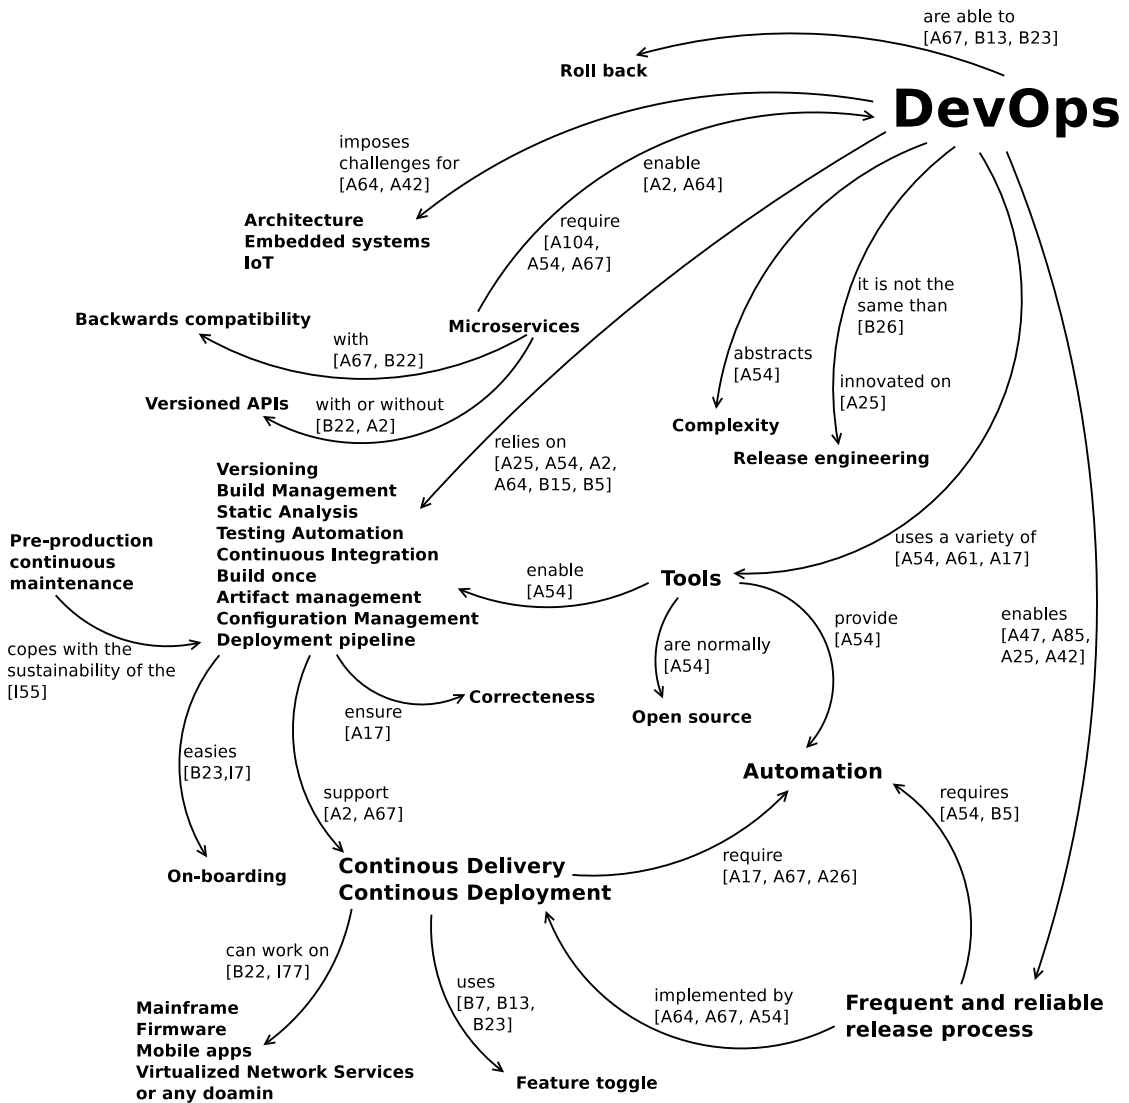 are able to
[A67, B13, B23]
Roll back
DevOps
imposes
challenges for
[A64, A42]
enable
[A2, A64]
Architecture
Embedded systems
IoT
require
[A104,
A54, A67]
Backwards compatibility
with
[A67, B22]
Microservices
it is not the
same than
[B26]
abstracts
[A54]
innovated on
[A25]
Versioned APIs
with or without
[B22, A2]
Complexity
Release engineering
relies on
[A25, A54, A2,
A64, B15, B5]
Versioning
Build Management
Static Analysis
Testing Automation
Continuous Integration
Build once
Artifact management
Configuration Management
Deployment pipeline
Pre-production
continuous
maintenance
copes with the
sustainability of the
[I55]
enable
[A54]
Tools
uses a variety of
[A54, A61, A17]
are normally
[A54]
provide
[A54]
enables
[A47, A85,
A25, A42]
ensure
[A17]
Correcteness
Open source
easies
[B23,I7]
support
[A2, A67]
Automation
requires
[A54, B5]
On-boarding
Continous Delivery
Continous Deployment
require
[A17, A67, A26]
can work on
[B22, I77]
uses
[B7, B13,
B23]
implemented by
[A64, A67, A54]
Frequent and reliable
release process
Mainframe
Firmware
Mobile apps
Virtualized Network Services
or any doamin
Feature toggle